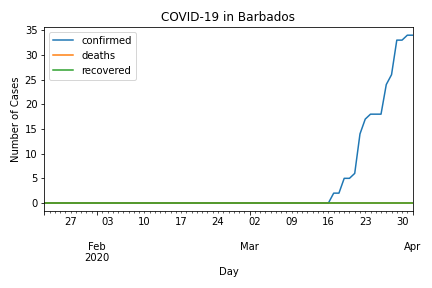 COVID-19 in Barbados
confirmed
deaths
recovered
Number of Cases
35
30
25
20
15
10
5
0
27 03 10 17 24 02 09 16 23 30
Feb Mar Apr
2020
Day